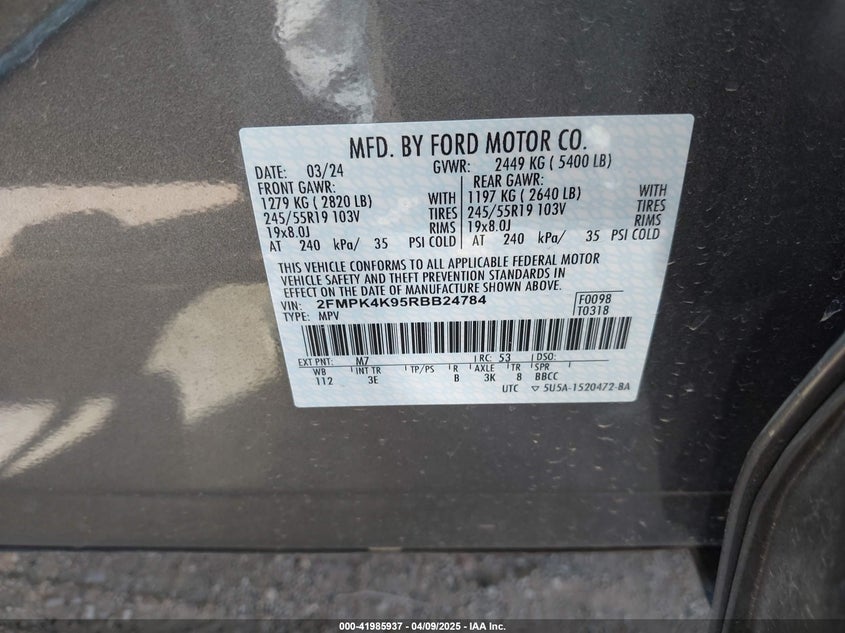 MFD. BY FORD MOTOR CO.
DATE: 03/24 GVWR: 2449 KG ( 5400 LB)
FRONT GAWR: REAR GAWR:
1279 KG ( 2820 LB) WITH 1197 KG ( 2640 LB) WITH
245/55R19 103V TIRES 245/55R19 103V TIRES
19x8.0J RIMS 19x8.0J RIMS
AT 240 kPa/ 35 PSI COLD AT 240 kPa/ 35 PSI COLD
THIS VEHICLE CONFORMS TO ALL APPLICABLE FEDERAL MOTOR
VEHICLE SAFETY AND THEFT PREVENTION STANDARDS IN
EFFECT ON THE DATE OF MANUFACTURE SHOWN ABOVE.
VIN: 2FMPK4K95RBB24784 F0098
TYPE: MPV T0318
EXT PNT: M7 RC: 53 DSO:
WB INT TR TP/PS R AXLE TR SPR
112 3E B 3K 8 BBCC
UTC ▽ 5U5A-1520472-BA
000-41985937 - 04/09/2025 - IAA Inc.